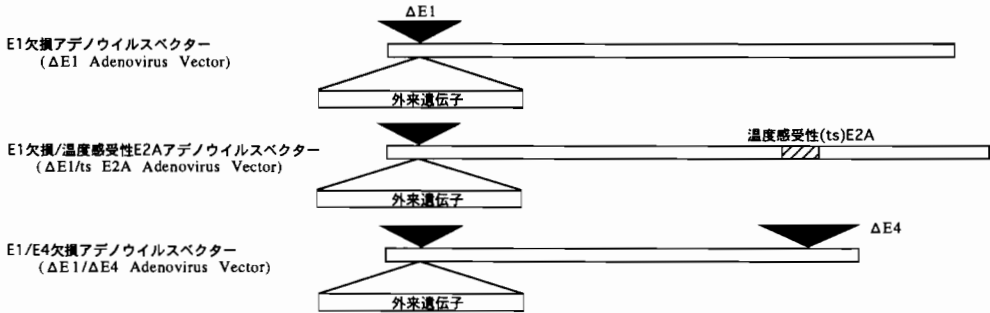 ΔE1
E1欠損アデノウイルスベクター
(ΔE1 Adenovirus Vector)
外来遺伝子
温度感受性(ts)E2A
E1欠損/温度感受性E2Aアデノウイルスベクター
(ΔE1/ts E2A Adenovirus Vector)
外来遺伝子
ΔE4
E1/E4欠損アデノウイルスベクター
(ΔE1/ΔE4 Adenovirus Vector)
外来遺伝子